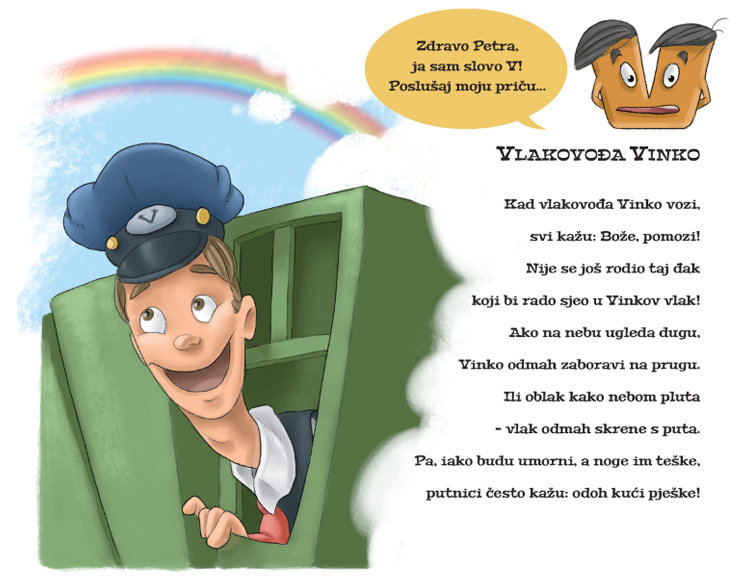 Zdravo Petra,
ja sam slovo V!
Poslušaj moju priču...
VLAKOVOĐA VINKO
Kad vlakovođa Vinko vozi,
svi kažu: Bože, pomozi!
Nije se još rodio taj đak
koji bi rado sjeo u Vinkov vlak!
Ako na nebu ugleda dugu,
Vinko odmah zaboravi na prugu.
Ili oblak kako nebom pluta
- vlak odmah skrene s puta.
Pa, iako budu umorni, a noge im teške,
putnici često kažu: odoh kući pješke!
V